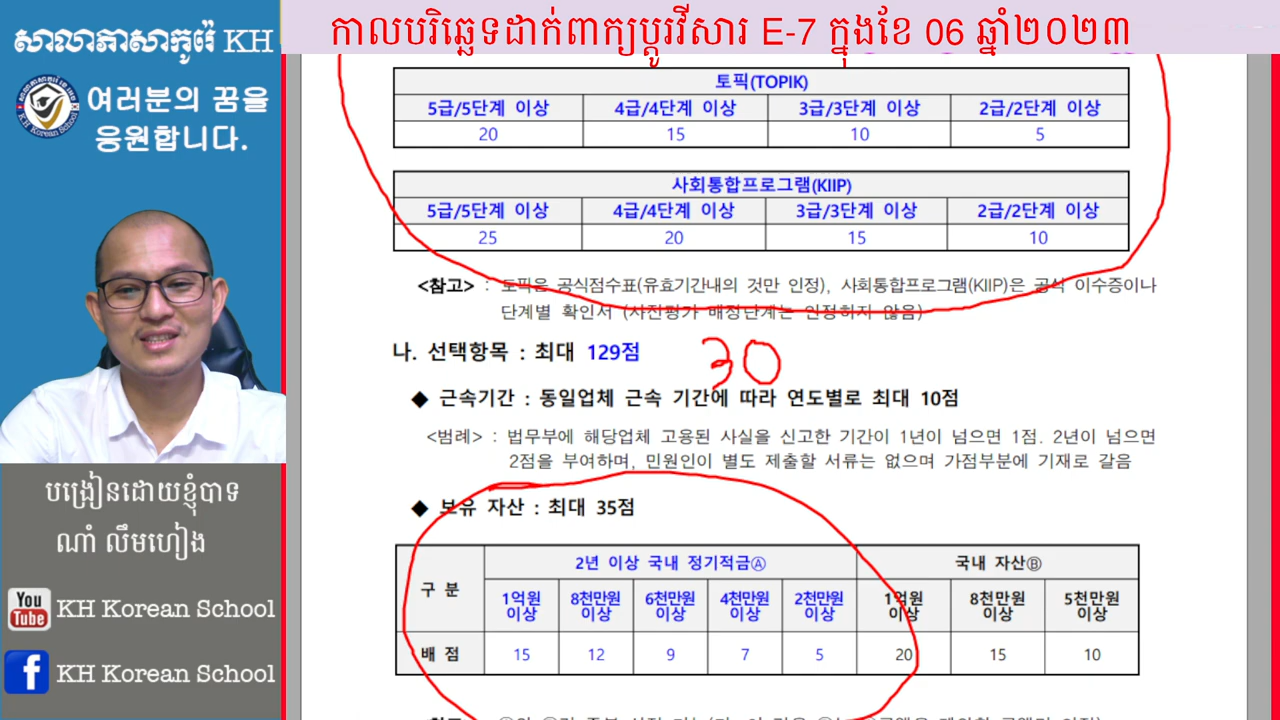 សាលាភាសាកូរ៉េ KH
កាលបរិច្ឆេទដាក់ពាក្យប្តូរវីសារ E-7 ក្នុងខែ 06 ឆ្នាំ២០២៣
여러분의 꿈을
응원합니다.
KH Korean School
토픽(TOPIK)
5급/5단계 이상 4급/4단계 이상 3급/3단계 이상 2급/2단계 이상
20 15 10 5
사회통합프로그램(KIIP)
5급/5단계 이상 4급/4단계 이상 3급/3단계 이상 2급/2단계 이상
25 20 15 10
<참고> : 토픽은 공식점수표(유효기간내의 것만 인정), 사회통합프로그램(KIIP)은 공식 이수증이나
단계별 확인서 (사전평가 배정단계는 인정하지 않음)
나. 선택항목 : 최대 129점
30
◆ 근속기간 : 동일업체 근속 기간에 따라 연도별로 최대 10점
<범례> : 법무부에 해당업체 고용된 사실을 신고한 기간이 1년이 넘으면 1점. 2년이 넘으면
2점을 부여하며, 민원인이 별도 제출할 서류는 없으며 가점부분에 기재로 갈음
◆ 보유 자산 : 최대 35점
구 분 2년 이상 국내 정기적금Ⓐ 국내 자산Ⓑ
1억원 이상 8천만원 이상 6천만원 이상 4천만원 이상 2천만원 이상 1억원 이상 8천만원 이상 5천만원 이상
배 점 15 12 9 7 5 20 15 10
បង្រៀនដោយខ្ញុំបាទ
ណាំ លឹមហៀង
You Tube KH Korean School
f KH Korean School